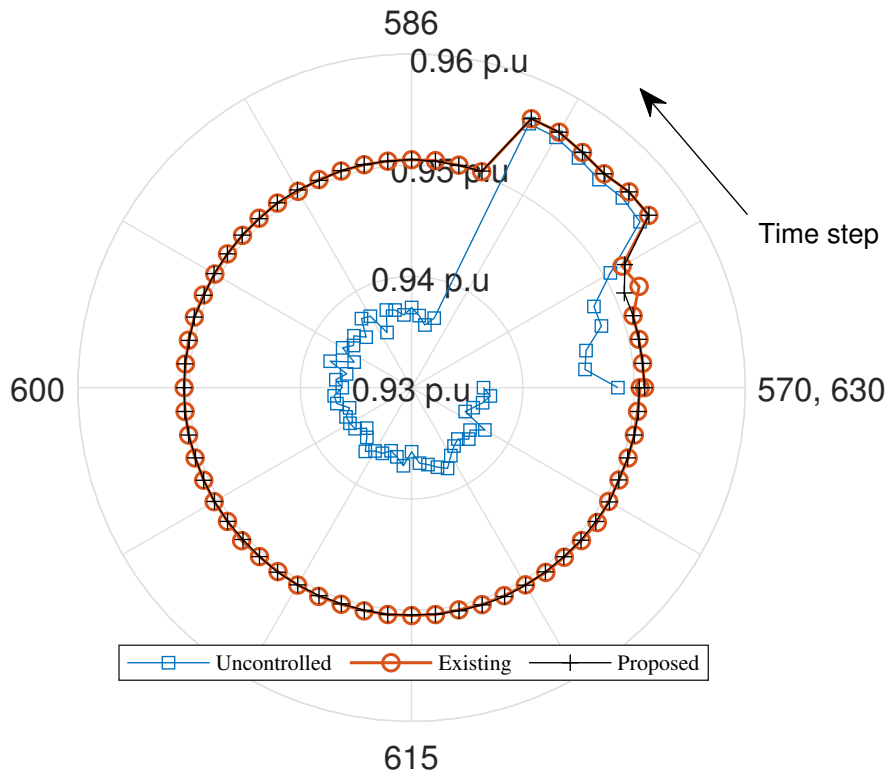 586
0.96 p.u
0.95 p.u
Time step
0.94 p.u
600
0.93 p.u
570, 630
Uncontrolled
Existing
Proposed
615